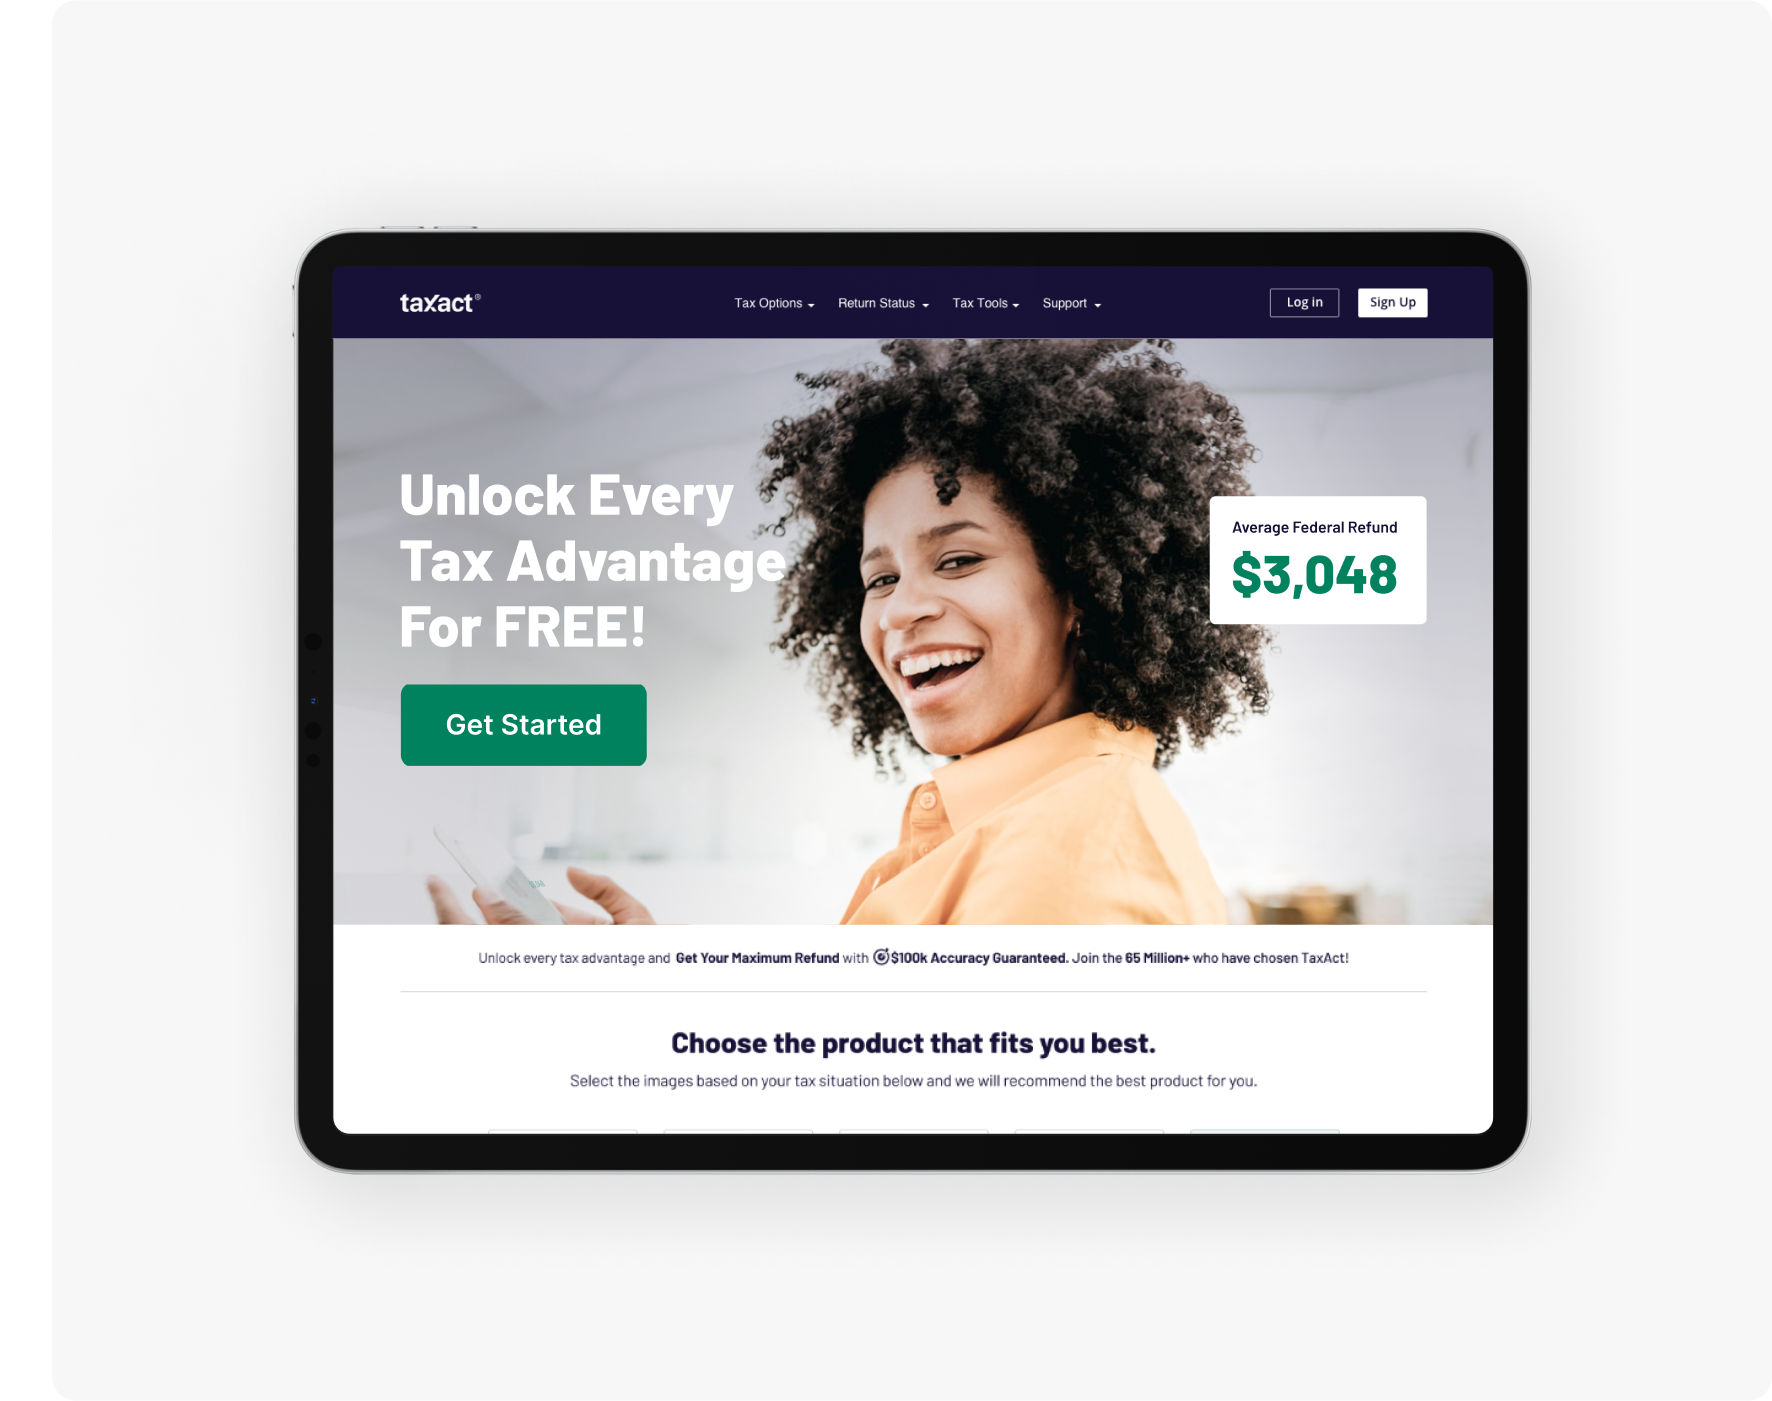 taxact®
Tax Options
Return Status
Tax Tools
Support
Log in
Sign Up
Unlock Every
Tax Advantage
For FREE!
Get Started
Average Federal Refund
$3,048
Unlock every tax advantage and Get Your Maximum Refund with $100k Accuracy Guaranteed. Join the 65 Million+ who have chosen TaxAct!
Choose the product that fits you best.
Select the images based on your tax situation below and we will recommend the best product for you.